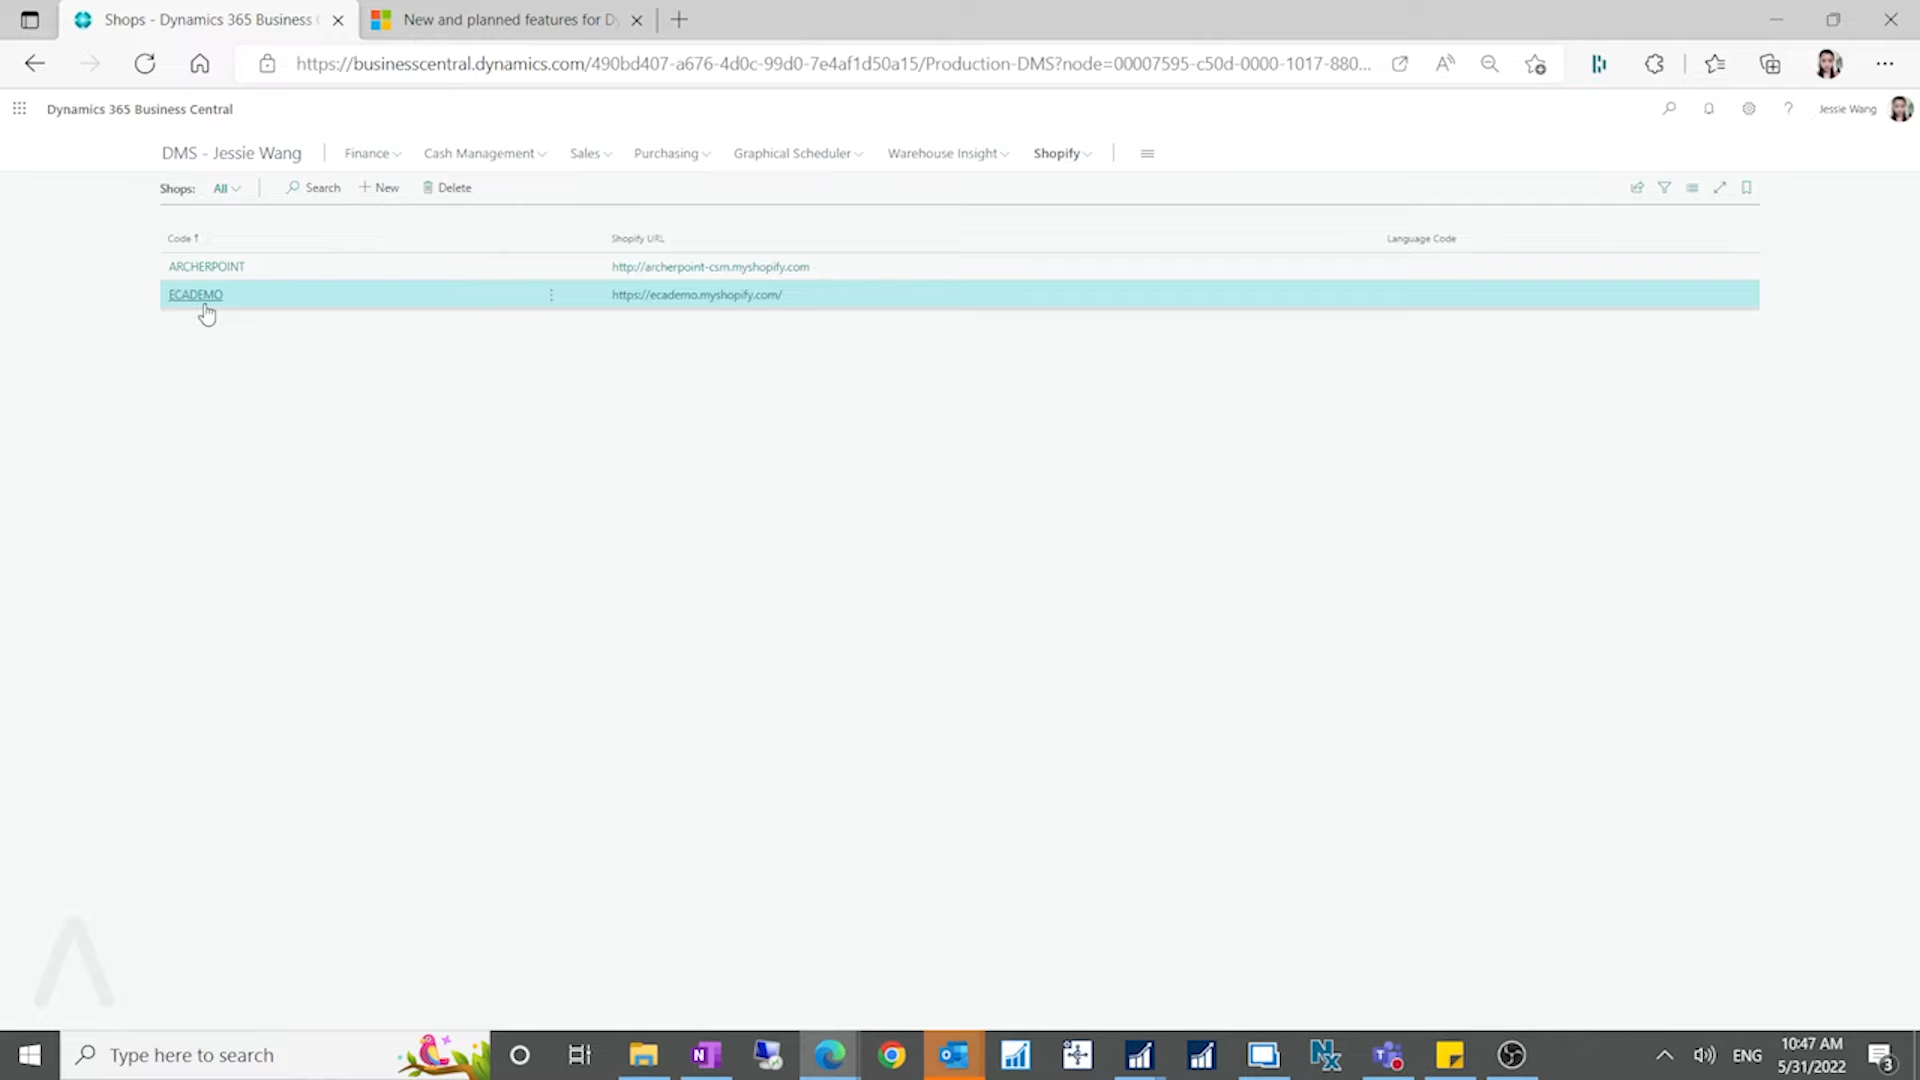 Shops - Dynamics 365 Business
New and planned features for Dy
https://businesscentral.dynamics.com/490bd407-a676-4d0c-99d0-7e4af1d50a15/Production-DMS?node=00007595-c50d-0000-1017-880...
Dynamics 365 Business Central
Jessie Wang
DMS - Jessie Wang
Finance
Cash Management
Sales
Purchasing
Graphical Scheduler
Warehouse Insight
Shopify
Shops:
All
Search
New
Delete
Code ↑
Shopify URL
Language Code
ARCHERPOINT
http://archerpoint-csm.myshopify.com
ECADEMO
https://ecademo.myshopify.com/
Type here to search
ENG
10:47 AM
5/31/2022
3